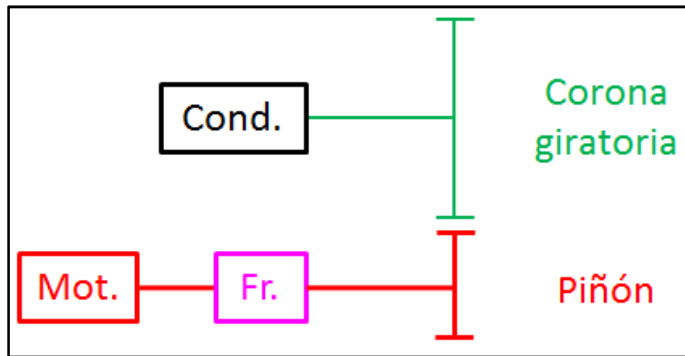 Cond.
Corona
giratoria
Mot.
Fr.
Piñón